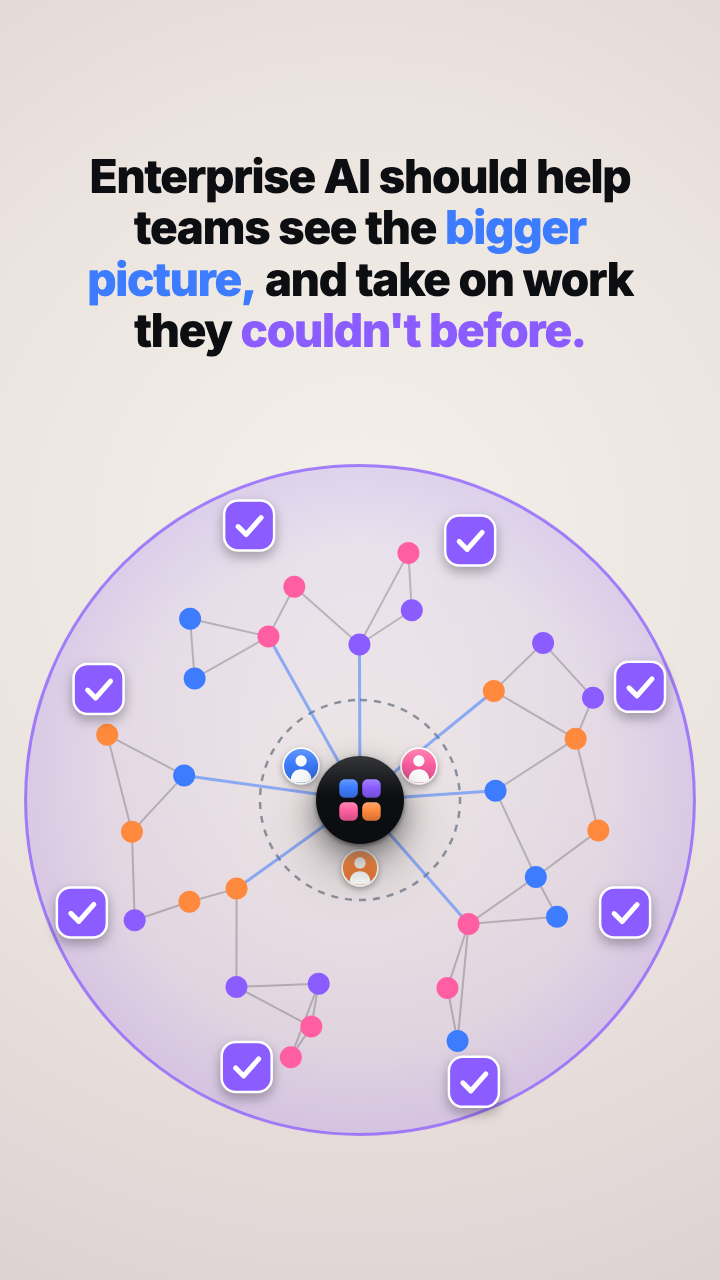 Enterprise AI should help
teams see the bigger
picture, and take on work
they couldn't before.